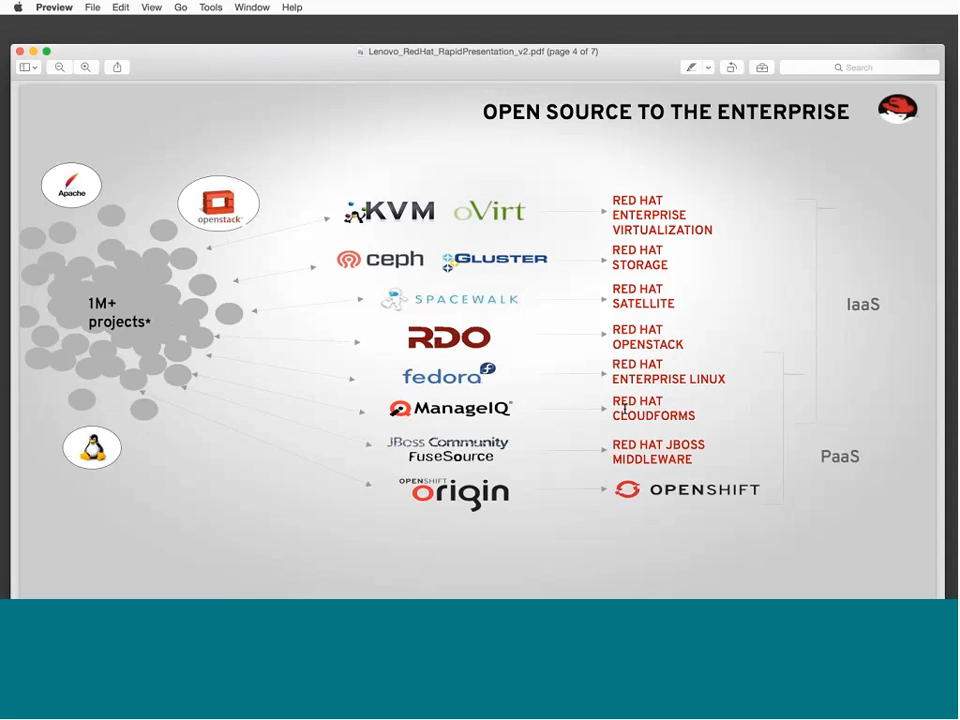 Preview File Edit View Go Tools Window Help
Lenovo_RedHat_RapidPresentation_v2.pdf (page 4 of 7)
Search
OPEN SOURCE TO THE ENTERPRISE
Apache
openstack
1M+
projects*
KVM oVirt
RED HAT
ENTERPRISE
VIRTUALIZATION
ceph GLUSTER
RED HAT
STORAGE
SPACEWALK
RED HAT
SATELLITE
IaaS
RDO
RED HAT
OPENSTACK
fedora
RED HAT
ENTERPRISE LINUX
ManageIQ
RED HAT
CLOUDFORMS
JBoss Community
FuseSource
RED HAT JBOSS
MIDDLEWARE
PaaS
OPENSHIFT
origin
OPENSHIFT